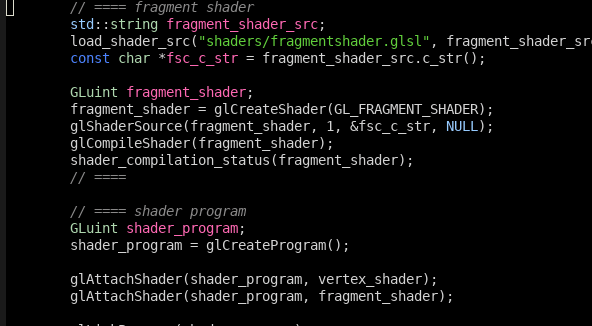 // ==== fragment shader
std::string fragment_shader_src;
load_shader_src("shaders/fragmentshader.glsl", fragment_shader_src
const char *fsc_c_str = fragment_shader_src.c_str();
GLuint fragment_shader;
fragment_shader = glCreateShader(GL_FRAGMENT_SHADER);
glShaderSource(fragment_shader, 1, &fsc_c_str, NULL);
glCompileShader(fragment_shader);
shader_compilation_status(fragment_shader);
// ====
// ==== shader program
GLuint shader_program;
shader_program = glCreateProgram();
glAttachShader(shader_program, vertex_shader);
glAttachShader(shader_program, fragment_shader);